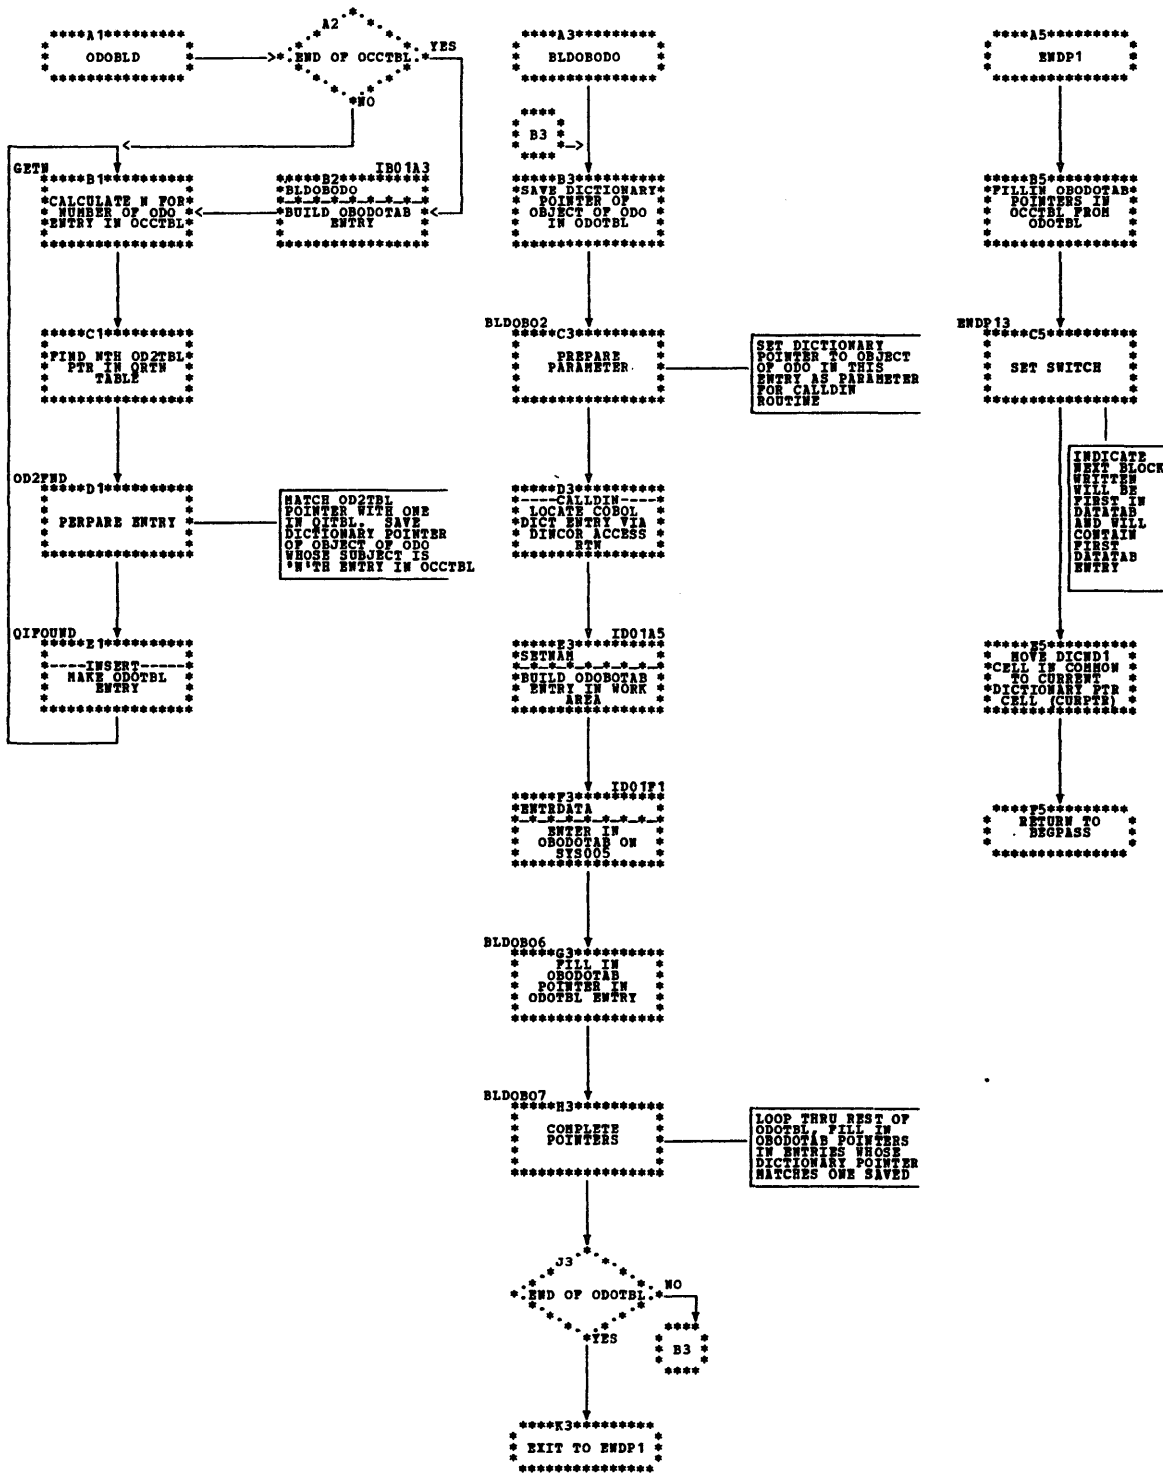 A1
ODOBLD
A2
END OF OCCTBL
YES
NO
GETN
B1
CALCULATE N FOR
NUMBER OF ODO
ENTRY IN OCCTBL
IB01A3
B2
BLDOBODO
BUILD OBODOTAB
ENTRY
C1
FIND NTH OD2TBL
PTR IN QRTN
TABLE
OD2FND
D1
PERPARE ENTRY
MATCH OD2TBL
POINTER WITH ONE
IN QITBL. SAVE
DICTIONARY POINTER
OF OBJECT OF ODO
WHOSE SUBJECT IS
'N'TH ENTRY IN OCCTBL
QIFOUND
E1
-----INSERT-----
MAKE ODOTBL
ENTRY
A3
BLDOBODO
B3
B3
SAVE DICTIONARY
POINTER OF
OBJECT OF ODO
IN ODOTBL
BLDOBO2
C3
PREPARE
PARAMETER
SET DICTIONARY
POINTER TO OBJECT
OF ODO IN THIS
ENTRY AS PARAMETER
FOR CALLDIN
ROUTINE
D3
----CALLDIN----
LOCATE COBOL
DICT ENTRY VIA
DINCOR ACCESS
RTN
ID01A5
E3
SETNAM
BUILD ODOBOTAB
ENTRY IN WORK
AREA
ID01F1
F3
ENTRDATA
ENTER IN
OBODOTAB ON
SYS005
BLDOBO6
G3
FILL IN
OBODOTAB
POINTER IN
ODOTBL ENTRY
BLDOBO7
H3
COMPLETE
POINTERS
LOOP THRU REST OF
ODOTBL, FILL IN
OBODOTAB POINTERS
IN ENTRIES WHOSE
DICTIONARY POINTER
MATCHES ONE SAVED
J3
END OF ODOTBL
NO
YES
B3
K3
EXIT TO ENDP1
A5
ENDP1
B5
FILLIN OBODOTAB
POINTERS IN
OCCTBL FROM
ODOTBL
ENDP13
C5
SET SWITCH
INDICATE
NEXT BLOCK
WRITTEN
WILL BE
FIRST IN
DATATAB
AND WILL
CONTAIN
FIRST
DATATAB
ENTRY
E5
MOVE DICND1
CELL IN COMMON
TO CURRENT
DICTIONARY PTR
CELL (CURPTR)
F5
RETURN TO
BEGPASS